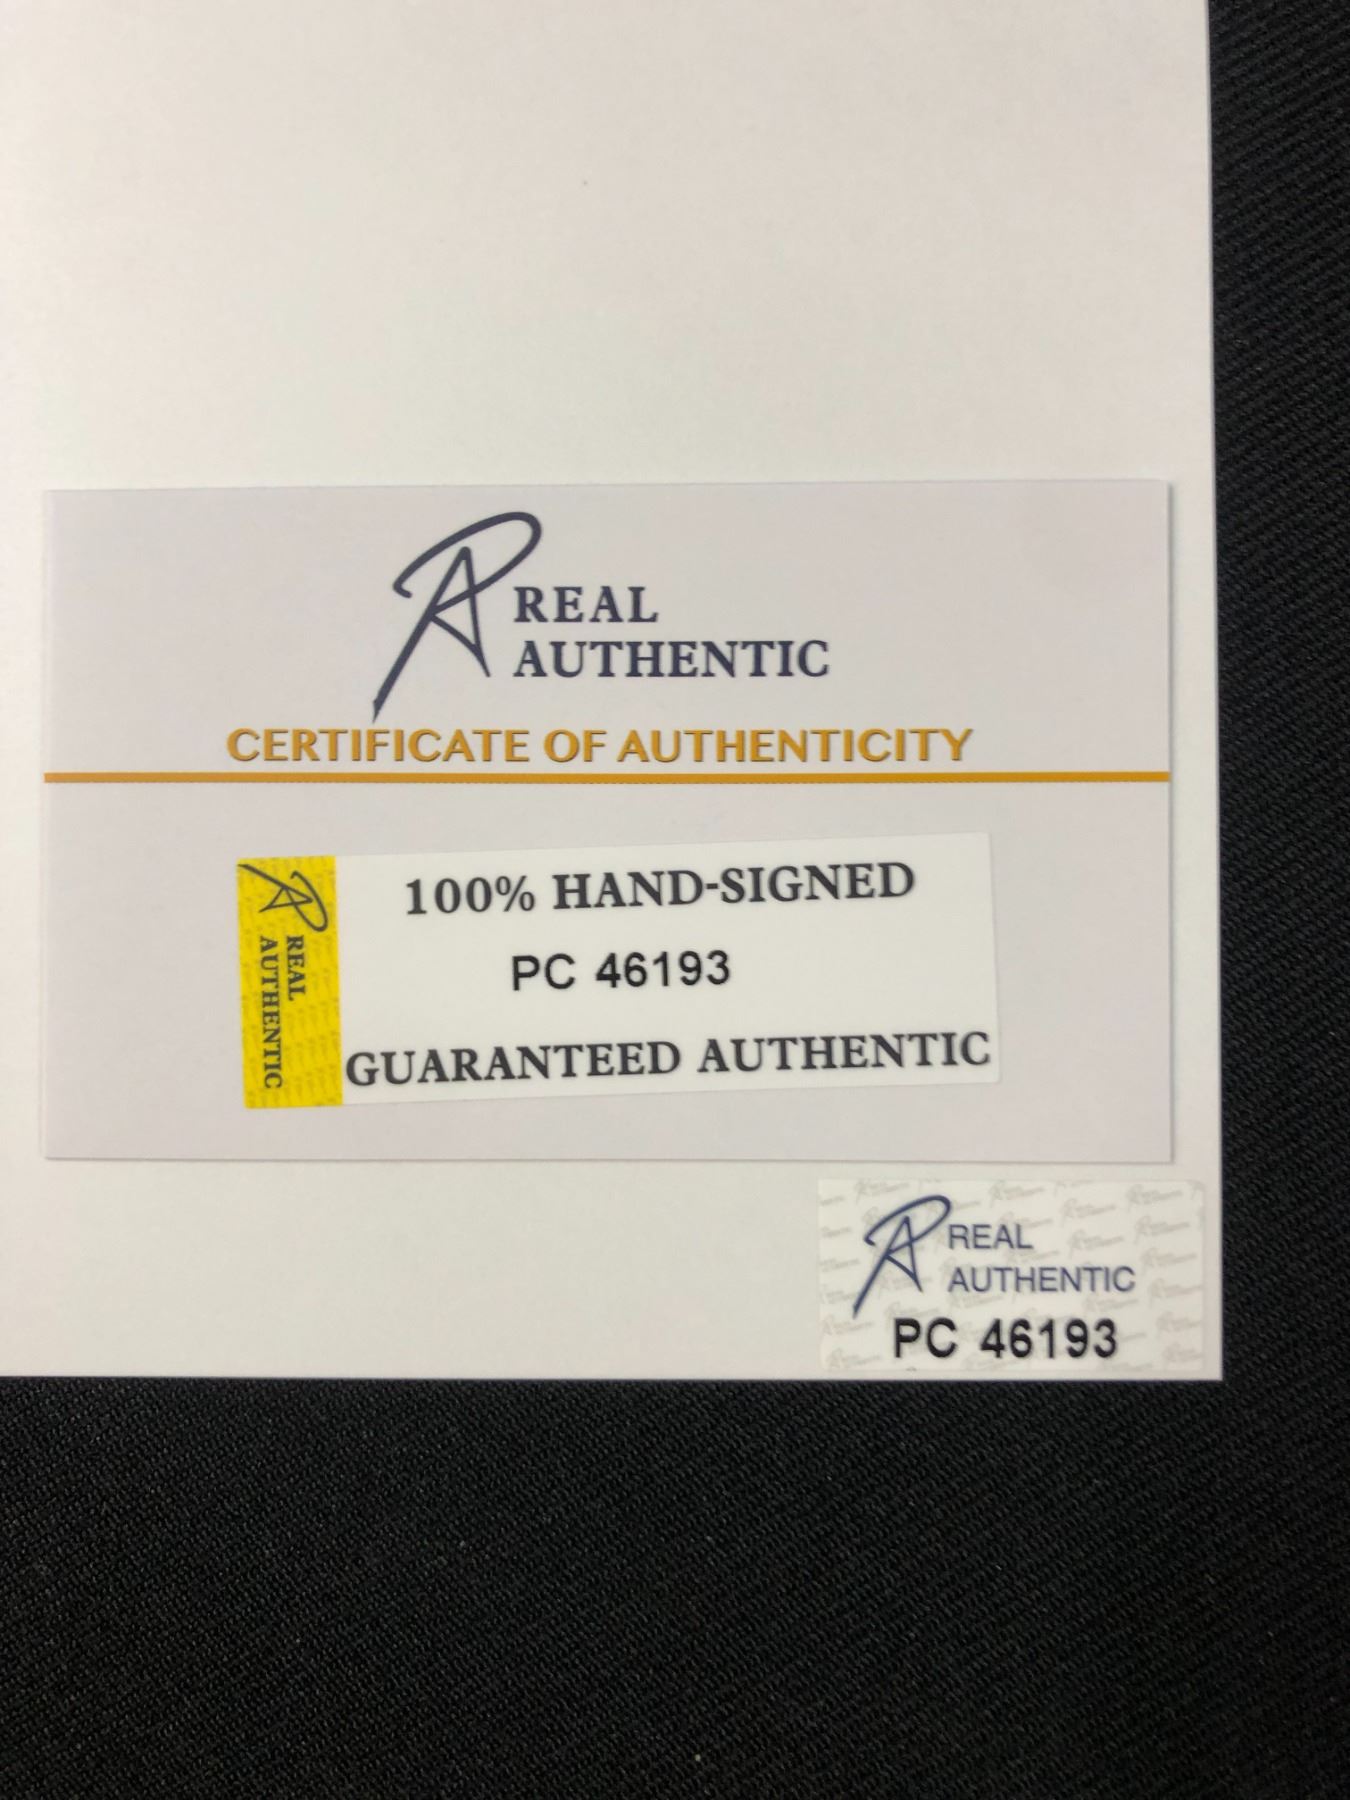 REAL
AUTHENTIC
CERTIFICATE OF AUTHENTICITY
REAL
AUTHENTIC
100% HAND-SIGNED
PC 46193
GUARANTEED AUTHENTIC
REAL
AUTHENTIC
PC 46193